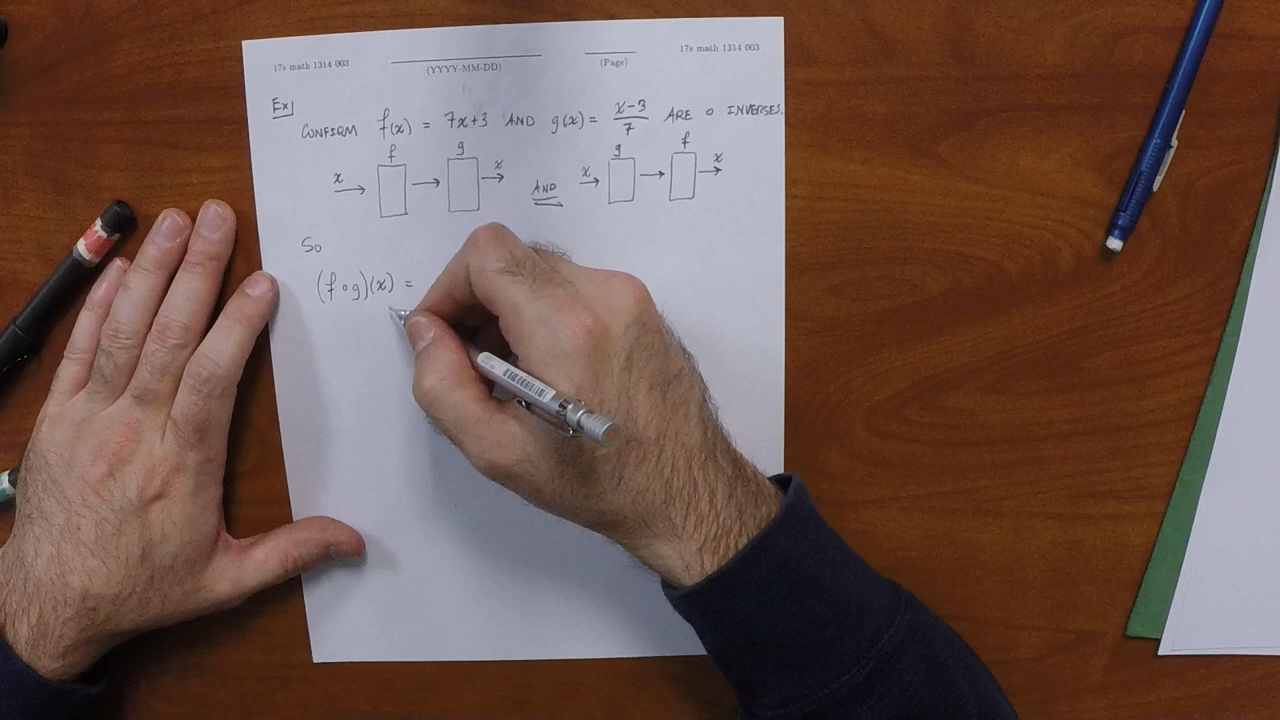 17s math 1314 003 (YYYY-MM-DD) (Page) 17s math 1314 003
Ex]
CONFIRM f(x) = 7x+3 AND g(x) = x-3/7 ARE ∘ INVERSES.
f g g f
x x AND x x
So
(f∘g)(x) =